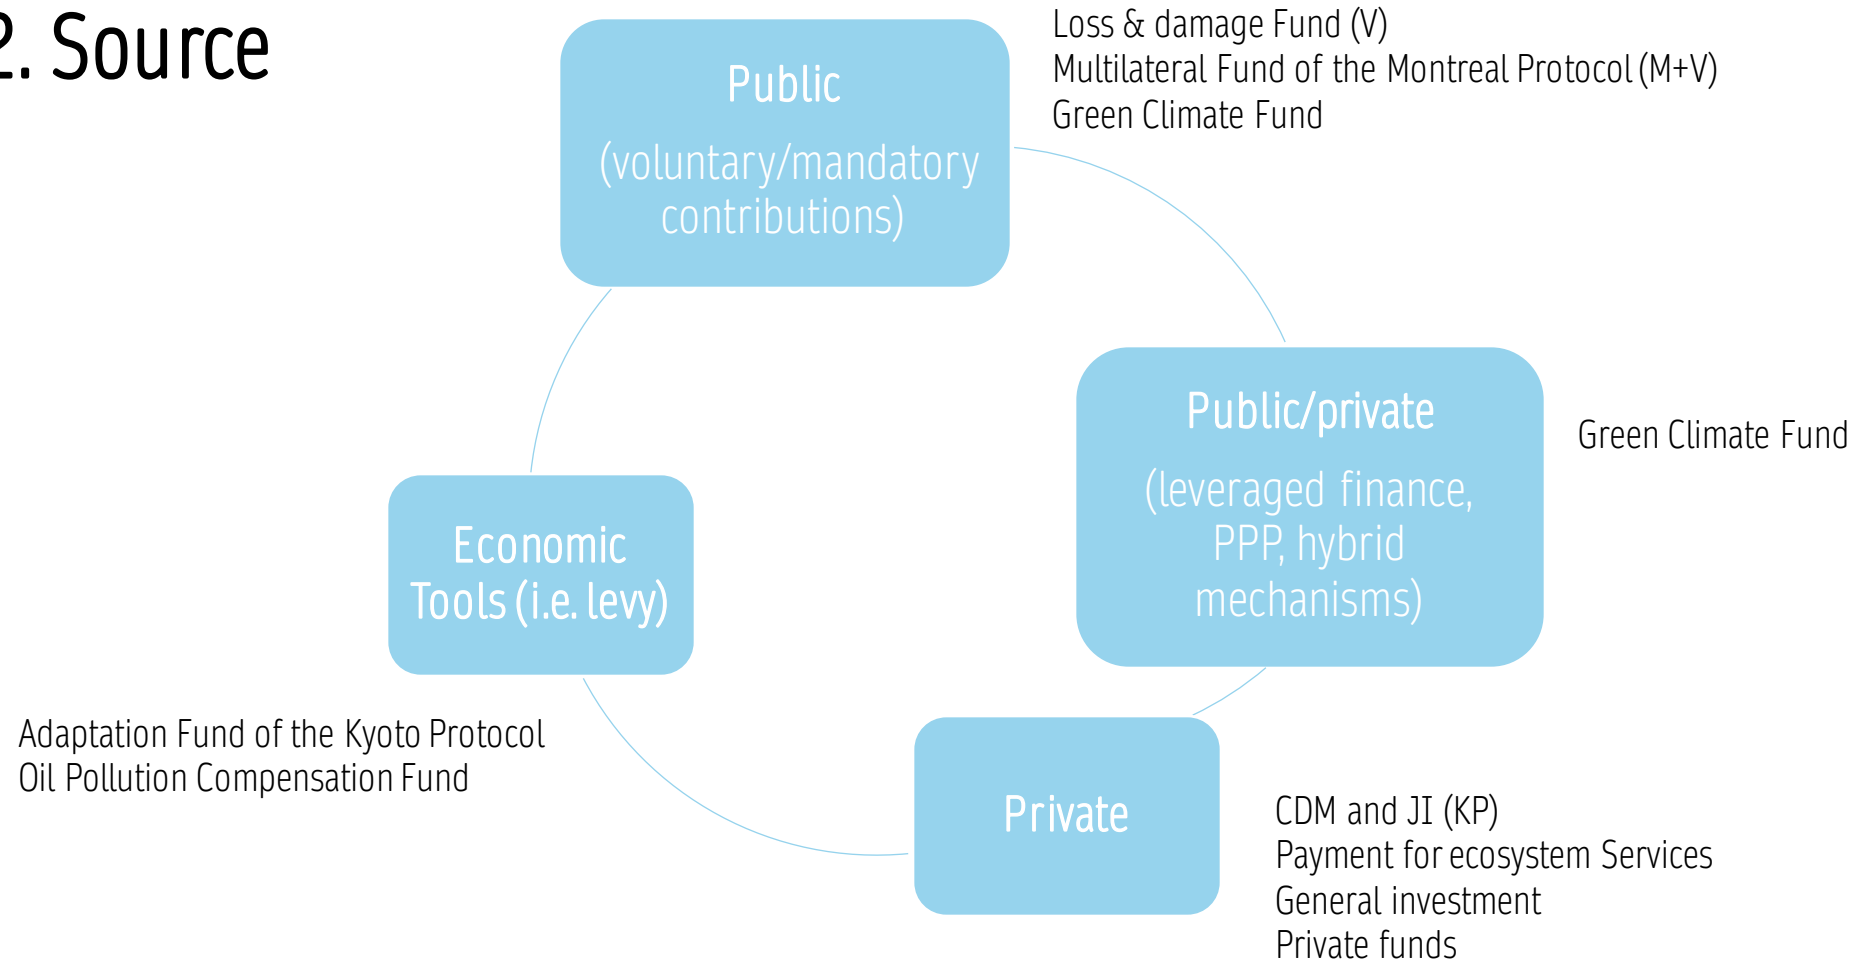 2. Source
Public
(voluntary/mandatory
contributions)
Loss & damage Fund (V)
Multilateral Fund of the Montreal Protocol (M+V)
Green Climate Fund
Public/private
(leveraged finance,
PPP, hybrid
mechanisms)
Green Climate Fund
Private
CDM and JI (KP)
Payment for ecosystem Services
General investment
Private funds
Economic
Tools (i.e. levy)
Adaptation Fund of the Kyoto Protocol
Oil Pollution Compensation Fund